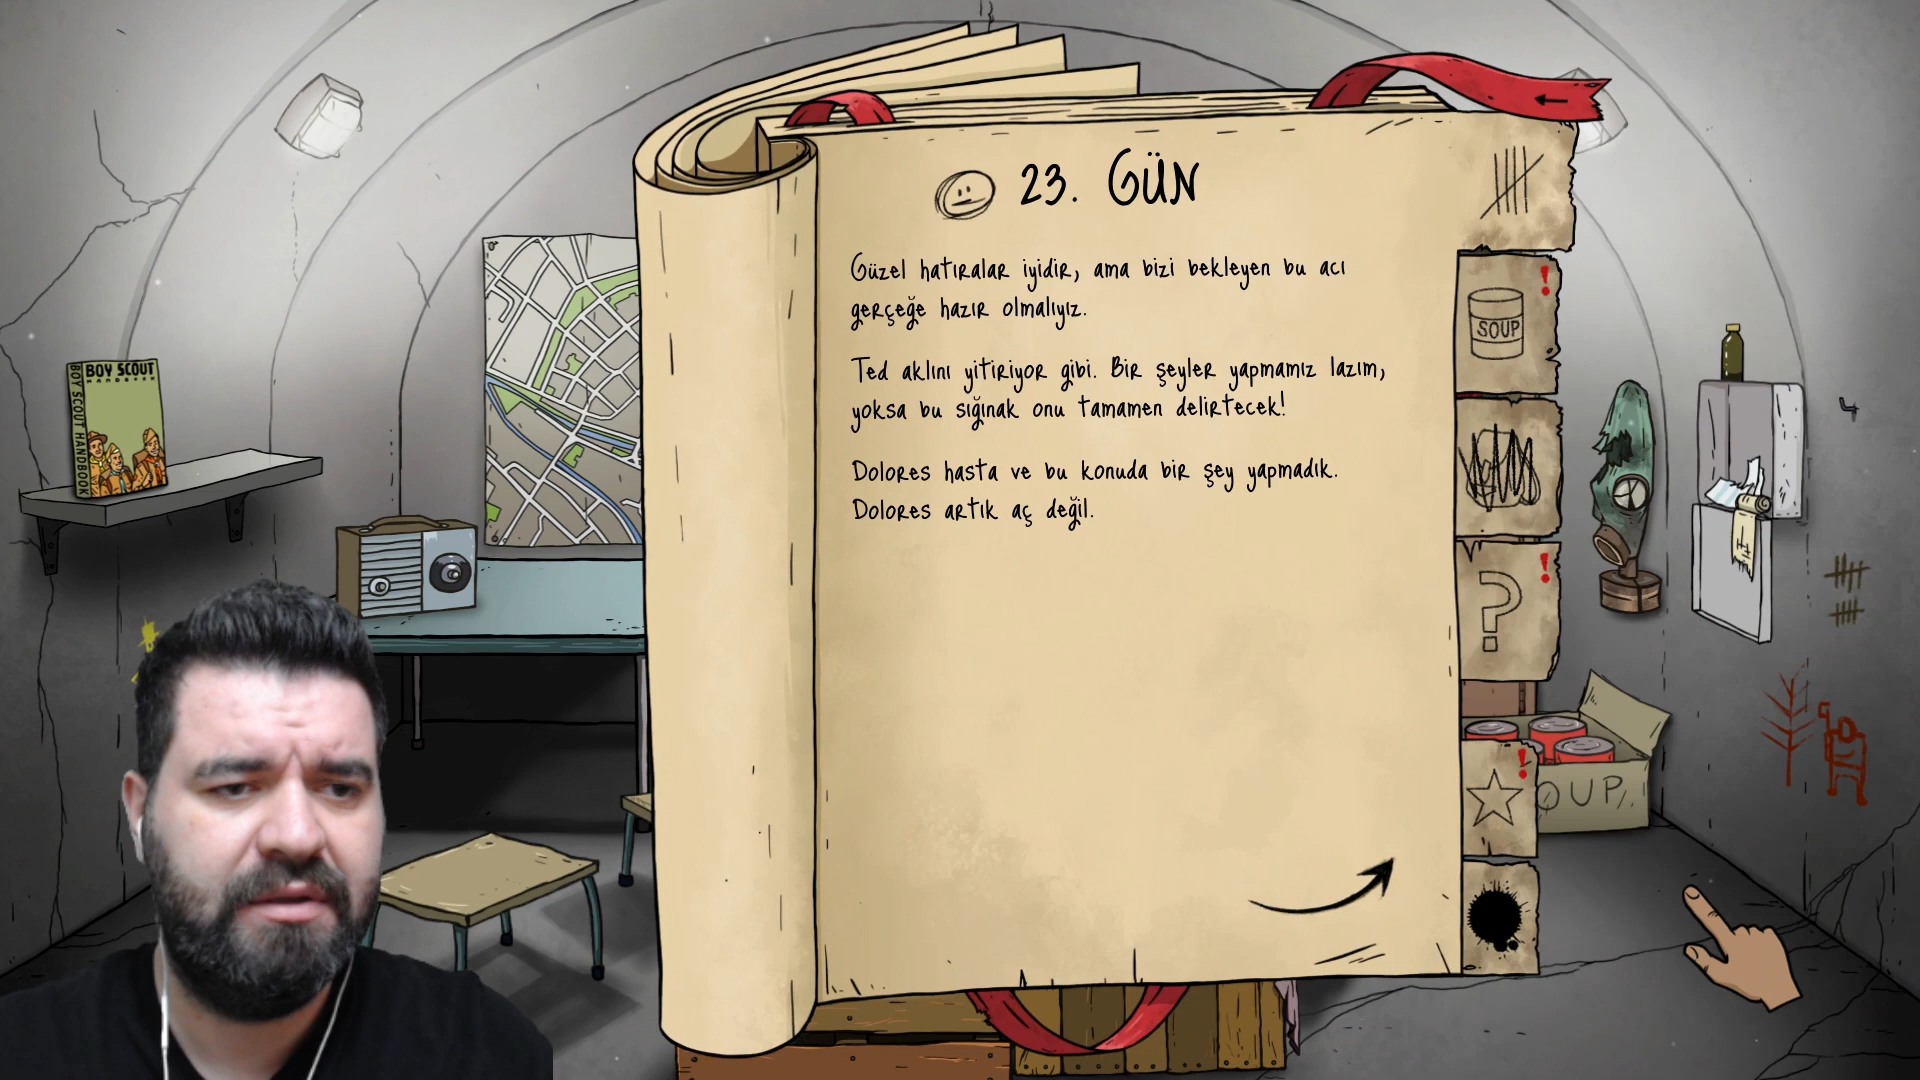 23. GÜN
Güzel hatıralar iyidir, ama bizi bekleyen bu acı
gerçeğe hazır olmalıyız.
Ted aklını yitiriyor gibi. Bir şeyler yapmamız lazım,
yoksa bu sığınak onu tamamen delirtecek!
Dolores hasta ve bu konuda bir şey yapmadık.
Dolores artık aç değil.
BOY SCOUT
HANDBOOK
BOY SCOUT HANDBOOK
SOUP
!
?
!
!
OUP